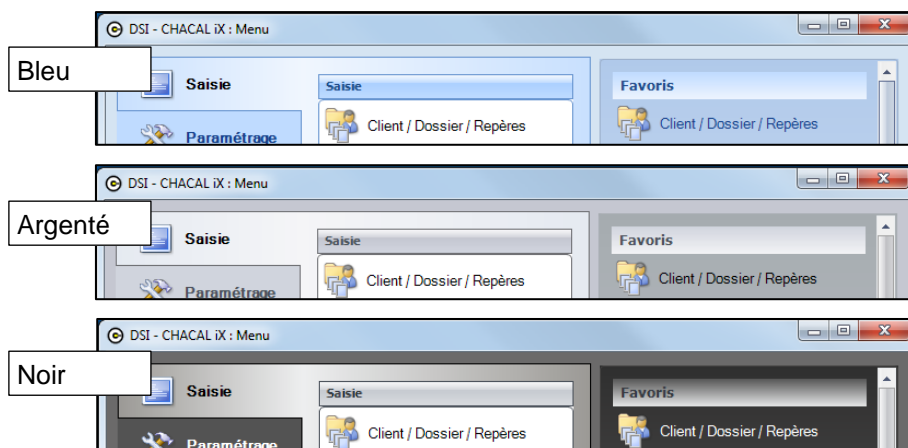 DSI - CHACAL iX : Menu
Bleu
Saisie
Saisie
Favoris
Client / Dossier / Repères
Client / Dossier / Repères
Paramétrage
DSI - CHACAL iX : Menu
Argenté
Saisie
Saisie
Favoris
Client / Dossier / Repères
Client / Dossier / Repères
Paramétrage
DSI - CHACAL iX : Menu
Noir
Saisie
Saisie
Favoris
Client / Dossier / Repères
Client / Dossier / Repères
Paramétrage